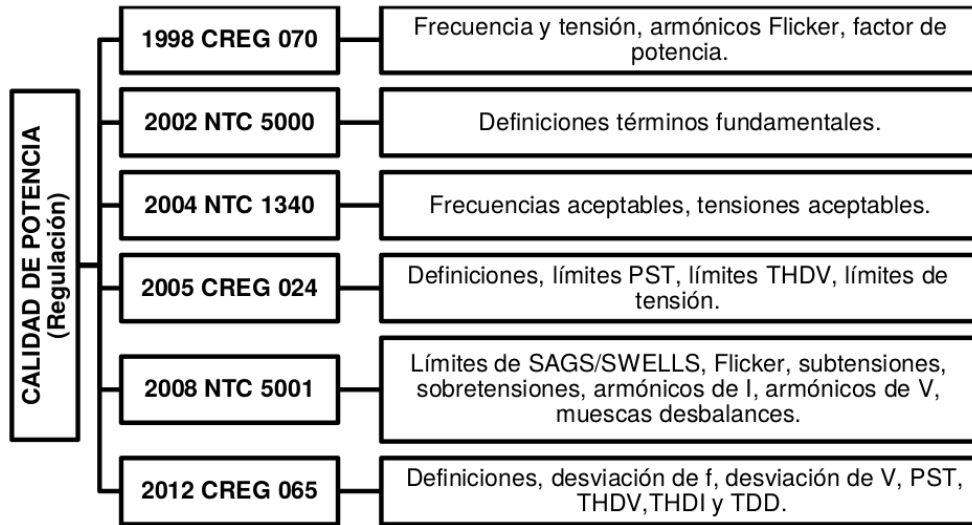 CALIDAD DE POTENCIA
(Regulación)
1998 CREG 070
Frecuencia y tensión, armónicos Flicker, factor de
potencia.
2002 NTC 5000
Definiciones términos fundamentales.
2004 NTC 1340
Frecuencias aceptables, tensiones aceptables.
2005 CREG 024
Definiciones, límites PST, límites THDV, límites de
tensión.
2008 NTC 5001
Límites de SAGS/SWELLS, Flicker, subtensiones,
sobretensiones, armónicos de I, armónicos de V,
muescas desbalances.
2012 CREG 065
Definiciones, desviación de f, desviación de V, PST,
THDV,THDI y TDD.